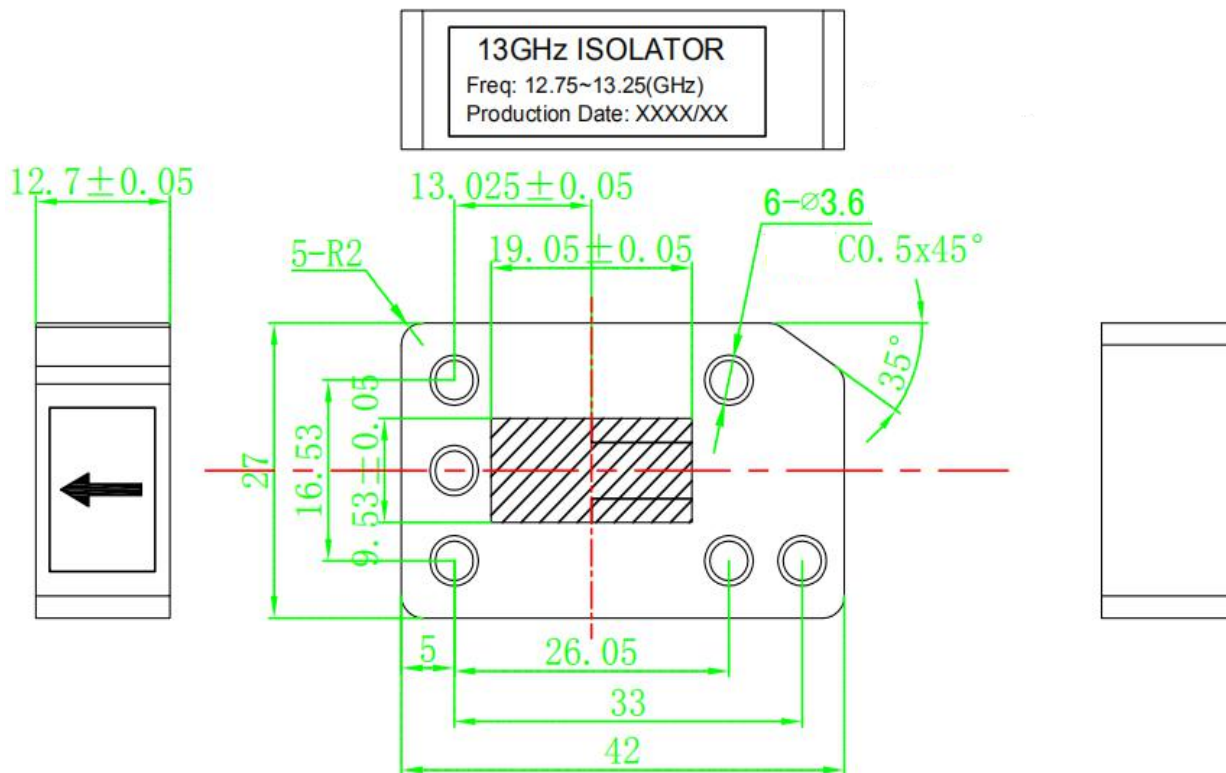 13GHz ISOLATOR
Freq: 12.75~13.25(GHz)
Production Date: XXXX/XX
12.7±0.05
13.025±0.05
6-⌀3.6
19.05±0.05
C0.5x45°
5-R2
35°
27
16.53
9.53±0.05
5
26.05
33
42